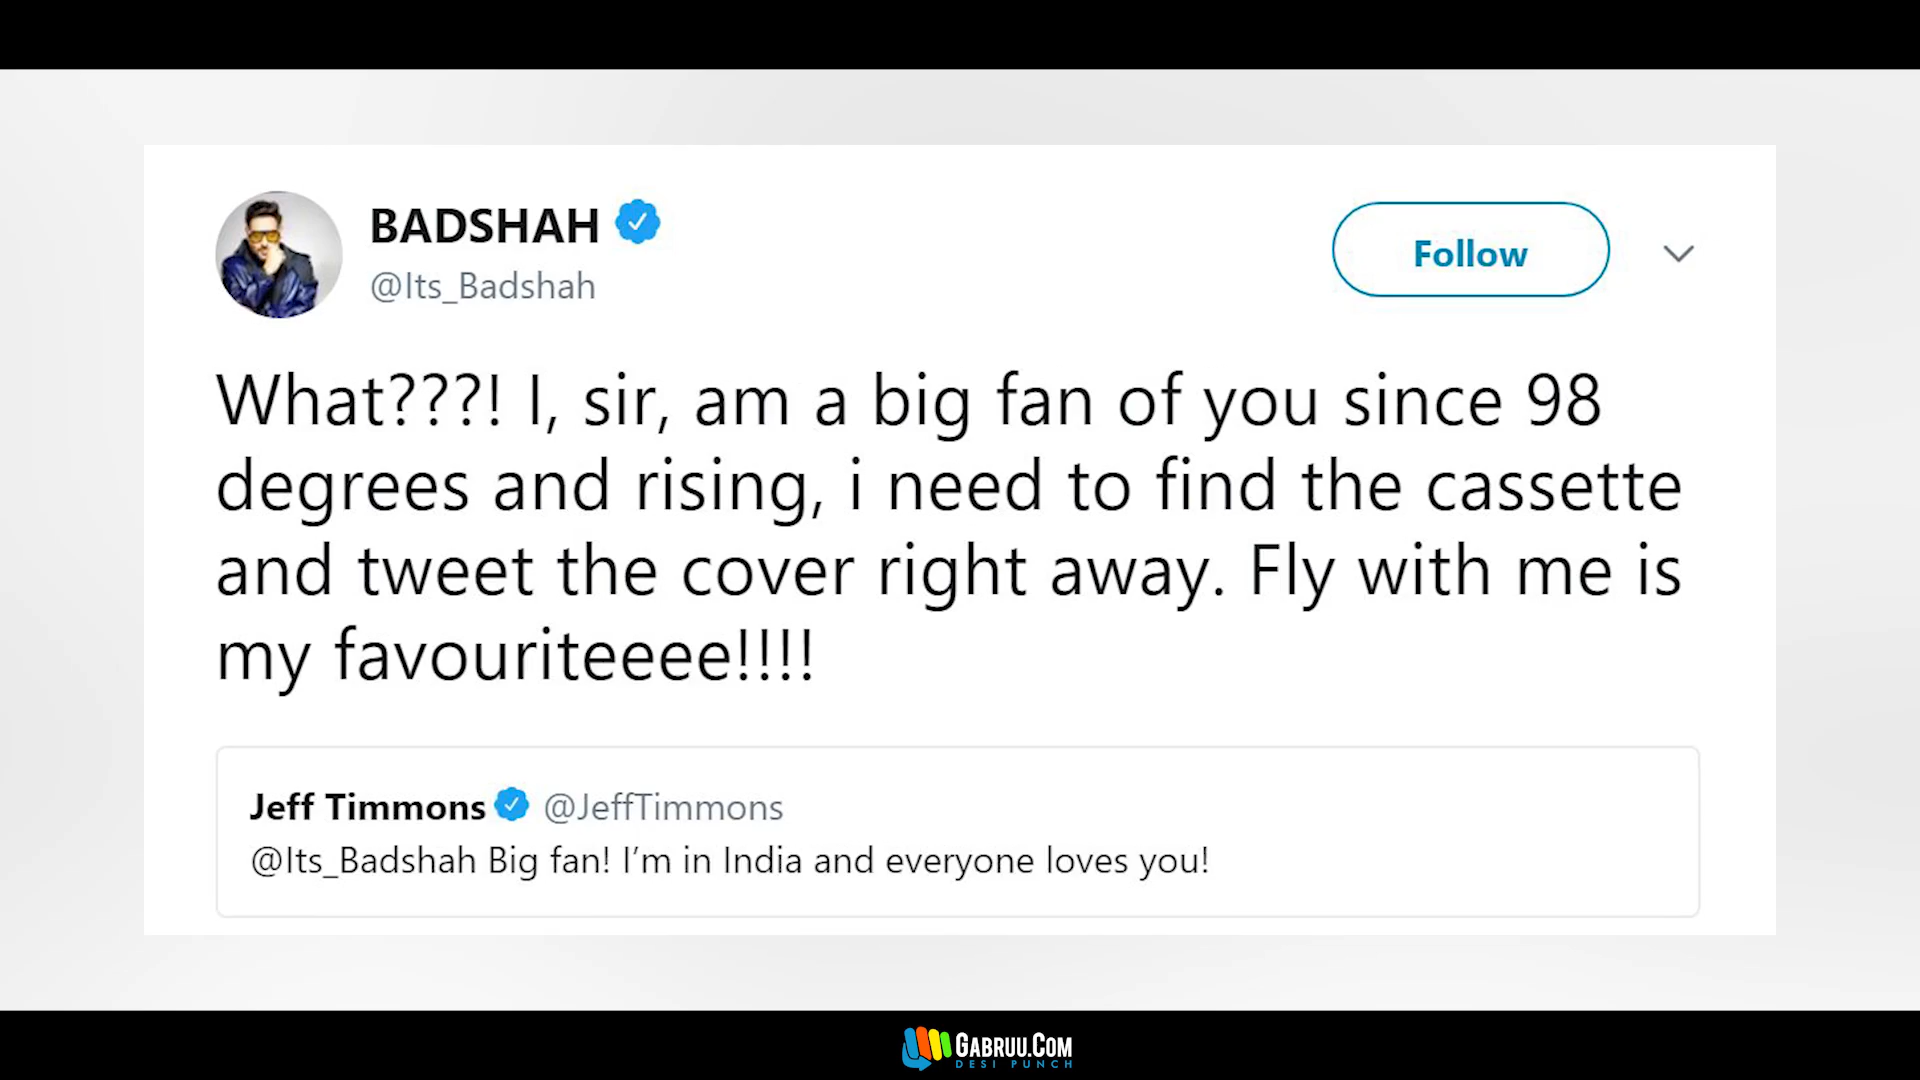 BADSHAH
@Its_Badshah
Follow
What???! I, sir, am a big fan of you since 98
degrees and rising, i need to find the cassette
and tweet the cover right away. Fly with me is
my favouriteeee!!!!
Jeff Timmons @JeffTimmons
@Its_Badshah Big fan! I’m in India and everyone loves you!
GABRUU.COM
DESI PUNCH